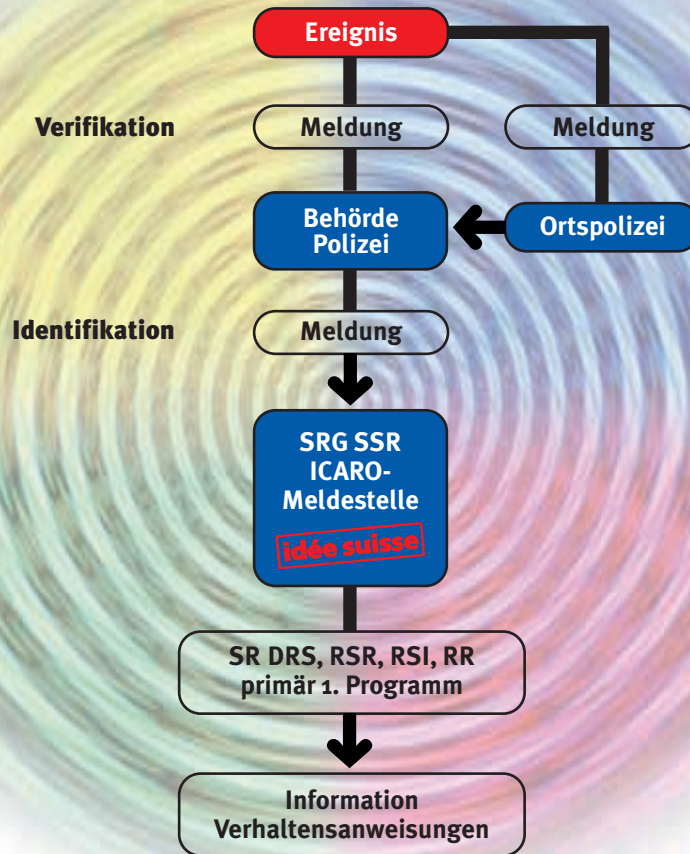 Ereignis
Verifikation
Meldung
Meldung
Behörde
Polizei
Ortspolizei
Identifikation
Meldung
SRG SSR
ICARO-
Meldestelle
idée suisse
SR DRS, RSR, RSI, RR
primär 1. Programm
Information
Verhaltensanweisungen